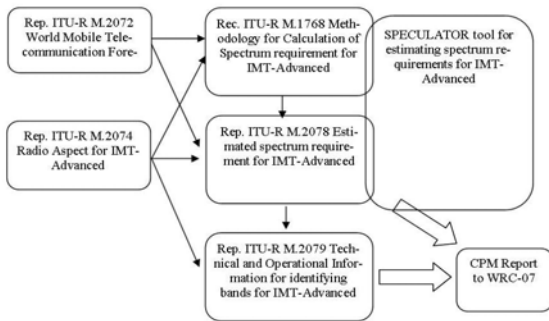 Rep. ITU-R M.2072
World Mobile Tele-
communication Fore-
Rec. ITU-R M.1768 Me-
thodology for Calculation of
Spectrum requirement for
IMT-Advanced
SPECULATOR tool for
estimating spectrum re-
quirements for IMT-
Advanced
Rep. ITU-R M.2074
Radio Aspect for IMT-
Advanced
Rep. ITU-R M.2078 Esti-
mated spectrum require-
ment for IMT-Advanced
Rep. ITU-R M.2079 Tech-
nical and Operational Infor-
mation for identifying
bands for IMT-Advanced
CPM Report
to WRC-07